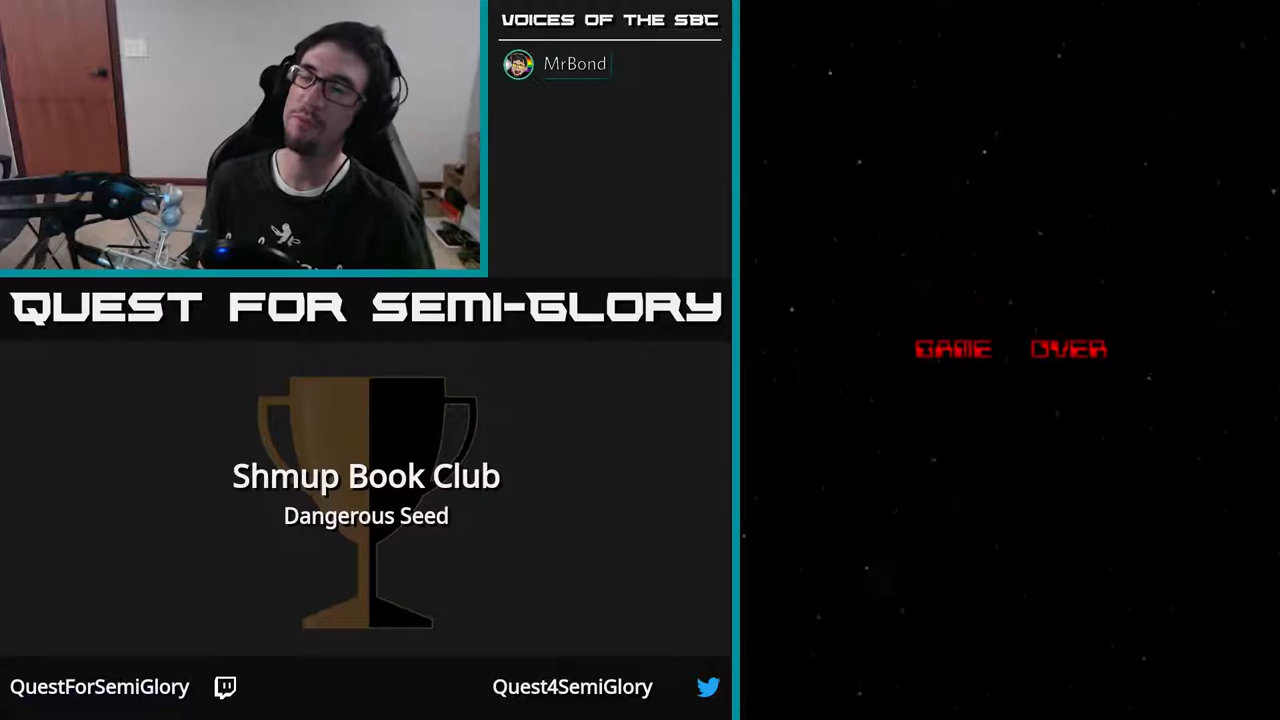 VOICES OF THE SBC
MrBond
QUEST FOR SEMI-GLORY
Shmup Book Club
Dangerous Seed
QuestForSemiGlory
Quest4SemiGlory
GAME OVER